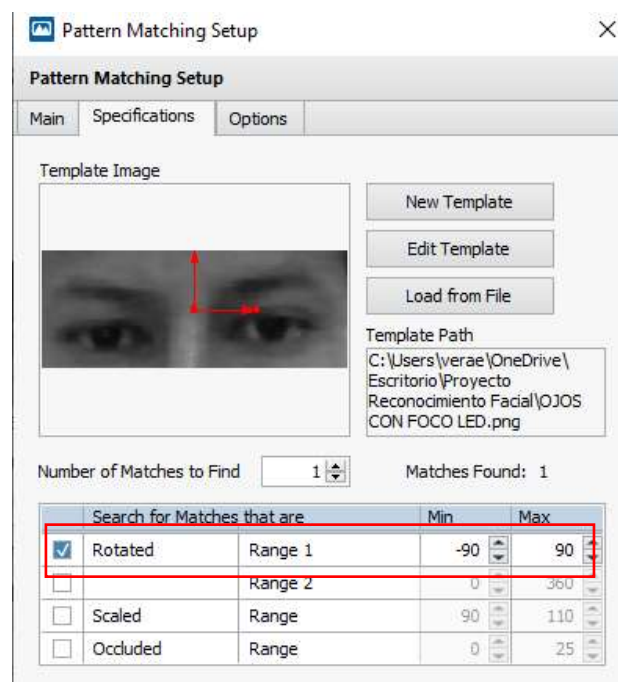 Pattern Matching Setup
Pattern Matching Setup
Main Specifications Options
Template Image
New Template
Edit Template
Load from File
Template Path
C:\Users\verae\OneDrive\
Escritorio\Proyecto
Reconocimiento Facial\OJOS
CON FOCO LED.png
Number of Matches to Find 1 Matches Found: 1
Search for Matches that are Min Max
Rotated Range 1 -90 90
Range 2 0 360
Scaled Range 90 110
Occluded Range 0 25